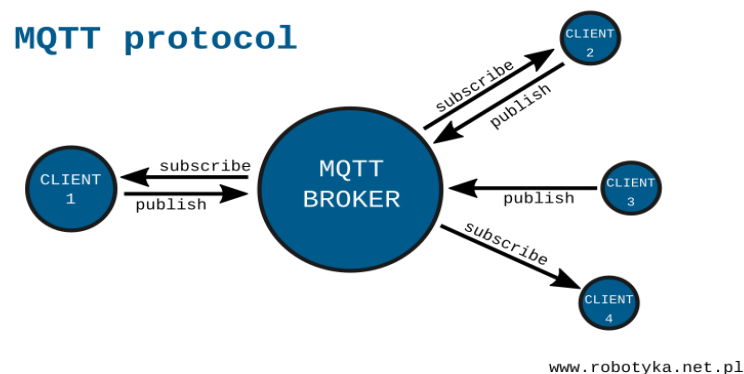 MQTT protocol
CLIENT
2
subscribe
publish
MQTT
BROKER
CLIENT
1
subscribe
publish
CLIENT
3
publish
subscribe
CLIENT
4
www.robotyka.net.pl